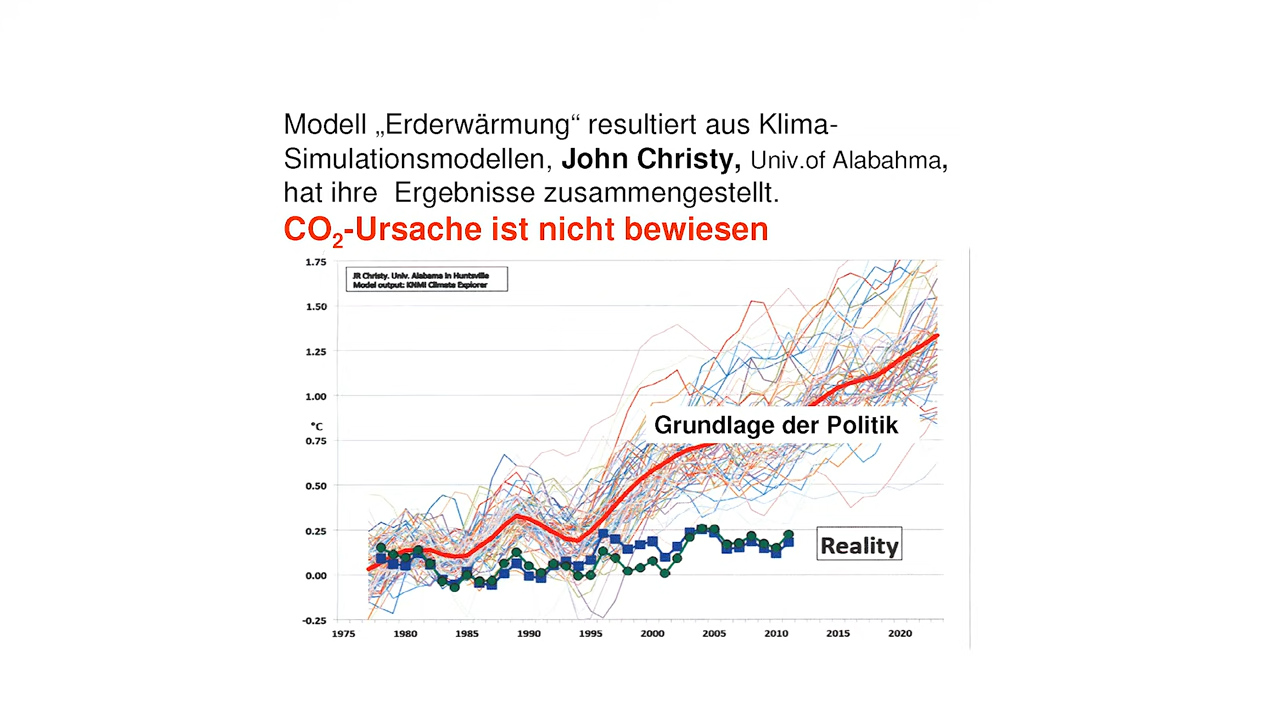 Modell „Erderwärmung“ resultiert aus Klima-
Simulationsmodellen, John Christy, Univ.of Alabahma,
hat ihre Ergebnisse zusammengestellt.
CO₂-Ursache ist nicht bewiesen
JR Christy. Univ. Alabama in Huntsville
Model output: KNMI Climate Explorer
1.75
1.50
1.25
1.00
°C
0.75
0.50
0.25
0.00
-0.25
Grundlage der Politik
Reality
1975 1980 1985 1990 1995 2000 2005 2010 2015 2020